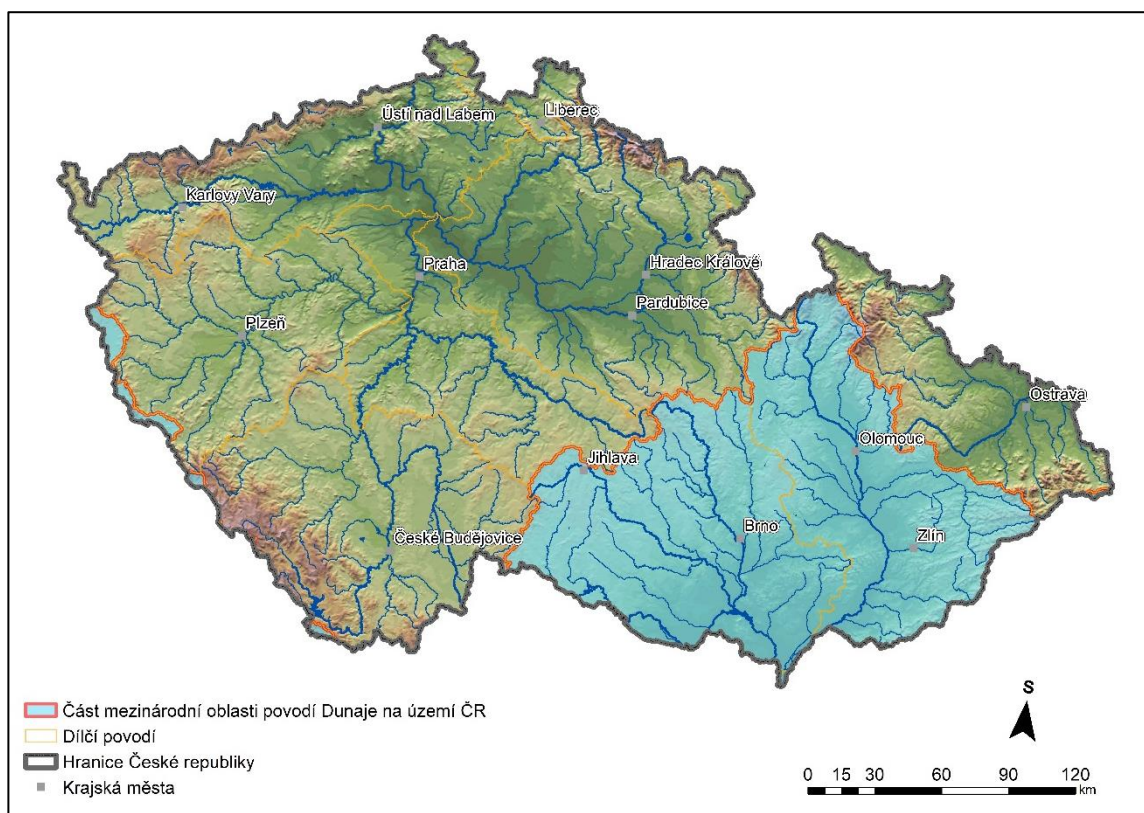 Ústí nad Labem
Liberec
Karlovy Vary
Praha
Hradec Králové
Pardubice
Plzeň
Ostrava
Olomouc
Jihlava
Brno
Zlín
České Budějovice
S
Část mezinárodní oblasti povodí Dunaje na území ČR
Dílčí povodí
Hranice České republiky
Krajská města
0 15 30 60 90 120
km